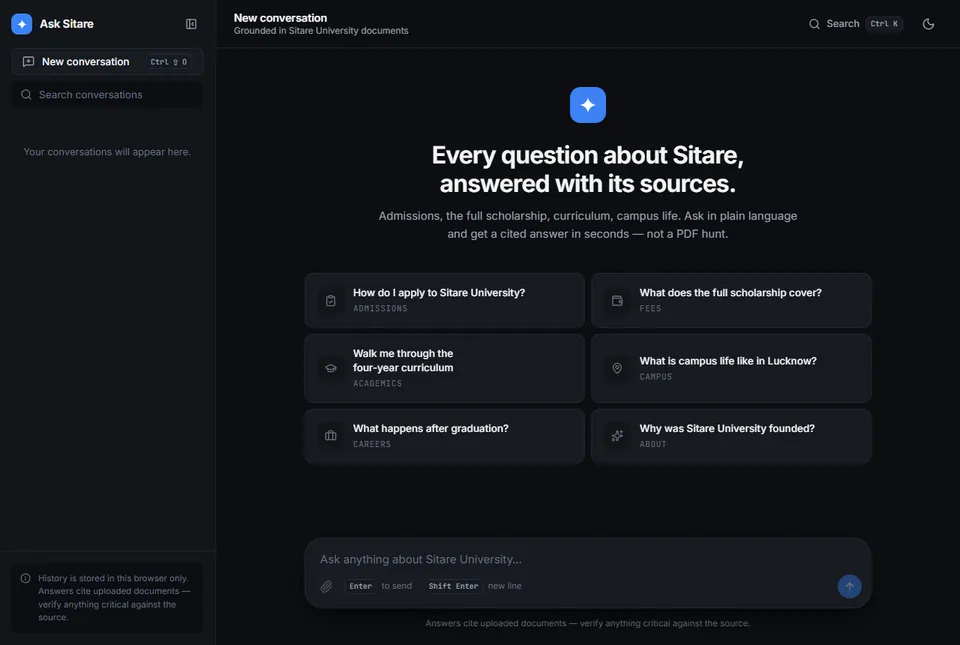 Ask Sitare
New conversation Ctrl ⇧ O
Search conversations
Your conversations will appear here.
History is stored in this browser only.
Answers cite uploaded documents —
verify anything critical against the
source.
New conversation
Grounded in Sitare University documents
Search Ctrl K
Every question about Sitare,
answered with its sources.
Admissions, the full scholarship, curriculum, campus life. Ask in plain language
and get a cited answer in seconds — not a PDF hunt.
How do I apply to Sitare University?
ADMISSIONS
What does the full scholarship cover?
FEES
Walk me through the
four-year curriculum
ACADEMICS
What is campus life like in Lucknow?
CAMPUS
What happens after graduation?
CAREERS
Why was Sitare University founded?
ABOUT
Ask anything about Sitare University...
Enter to send Shift Enter new line
Answers cite uploaded documents — verify anything critical against the source.